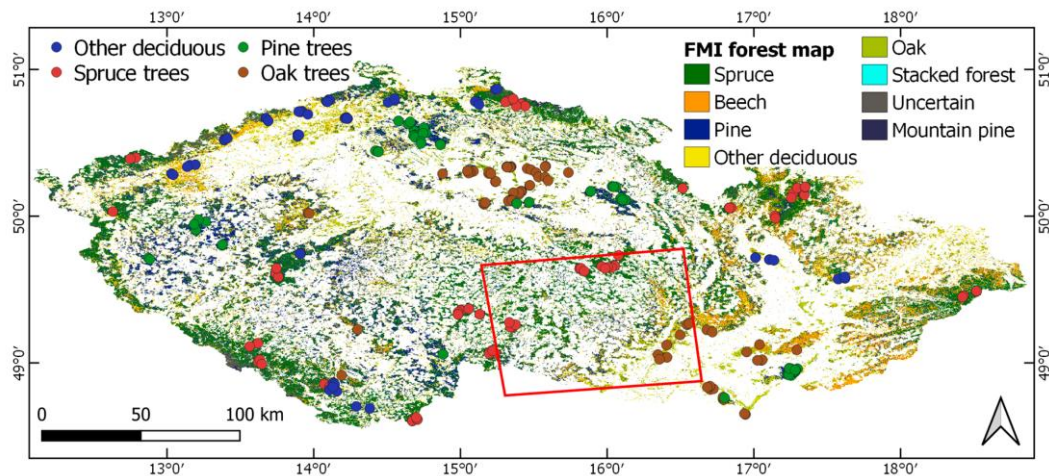 13°0′ 14°0′ 15°0′ 16°0′ 17°0′ 18°0′
Other deciduous
Spruce trees
Pine trees
Oak trees
FMI forest map
Spruce
Beech
Pine
Other deciduous
Oak
Stacked forest
Uncertain
Mountain pine
51°0′
50°0′
49°0′
51°0′
50°0′
49°0′
0 50 100 km
13°0′ 14°0′ 15°0′ 16°0′ 17°0′ 18°0′